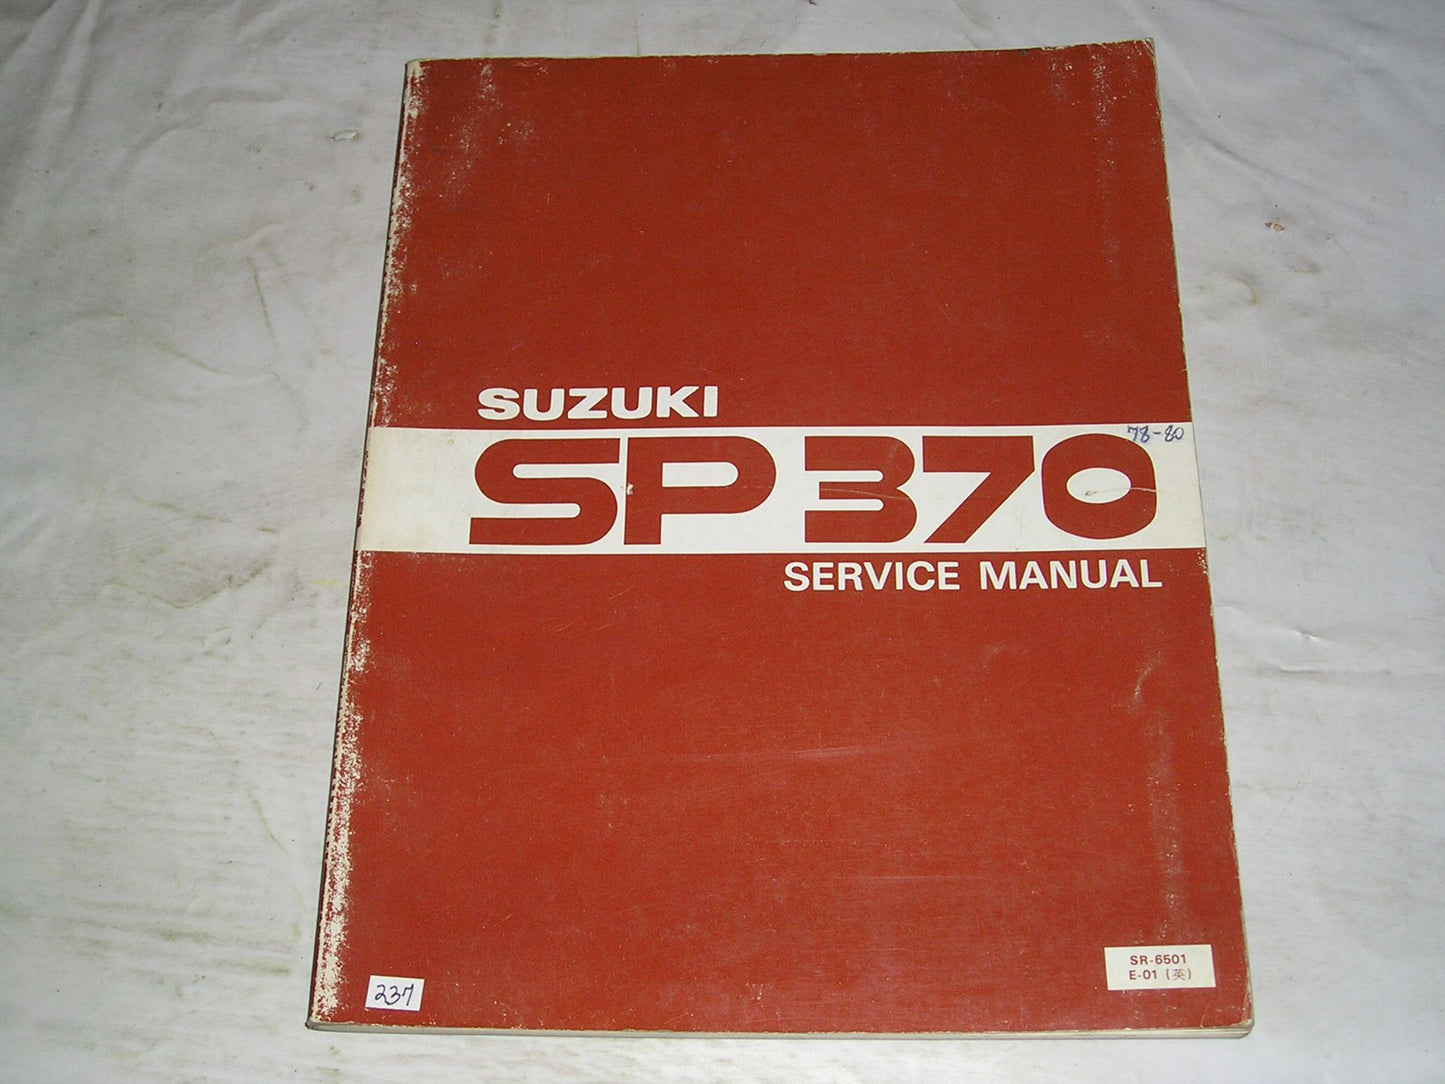 SUZUKI
SP370
78-80
SERVICE MANUAL
SR-6501
E-01 (英)
237